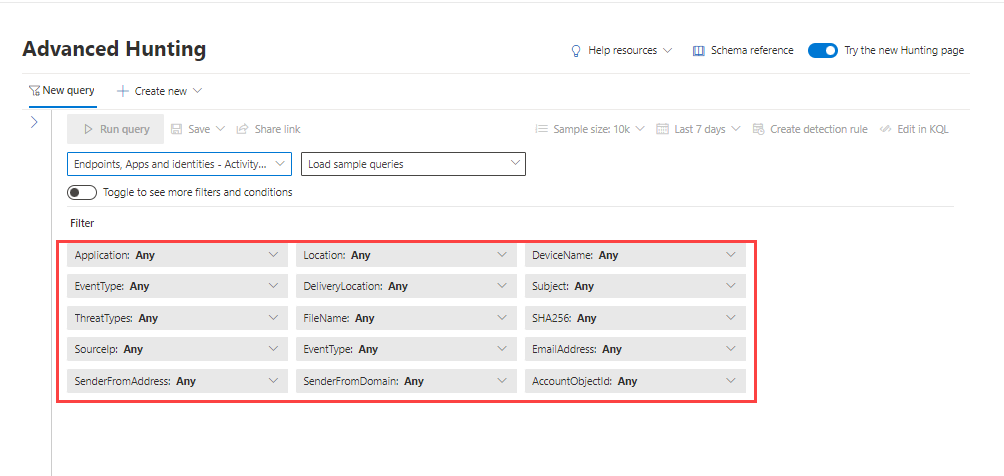 Advanced Hunting
Help resources
Schema reference
Try the new Hunting page
New query
Create new
Run query
Save
Share link
Sample size: 10k
Last 7 days
Create detection rule
Edit in KQL
Endpoints, Apps and identities - Activity...
Load sample queries
Toggle to see more filters and conditions
Filter
Application: Any
Location: Any
DeviceName: Any
EventType: Any
DeliveryLocation: Any
Subject: Any
ThreatTypes: Any
FileName: Any
SHA256: Any
SourceIp: Any
EventType: Any
EmailAddress: Any
SenderFromAddress: Any
SenderFromDomain: Any
AccountObjectId: Any